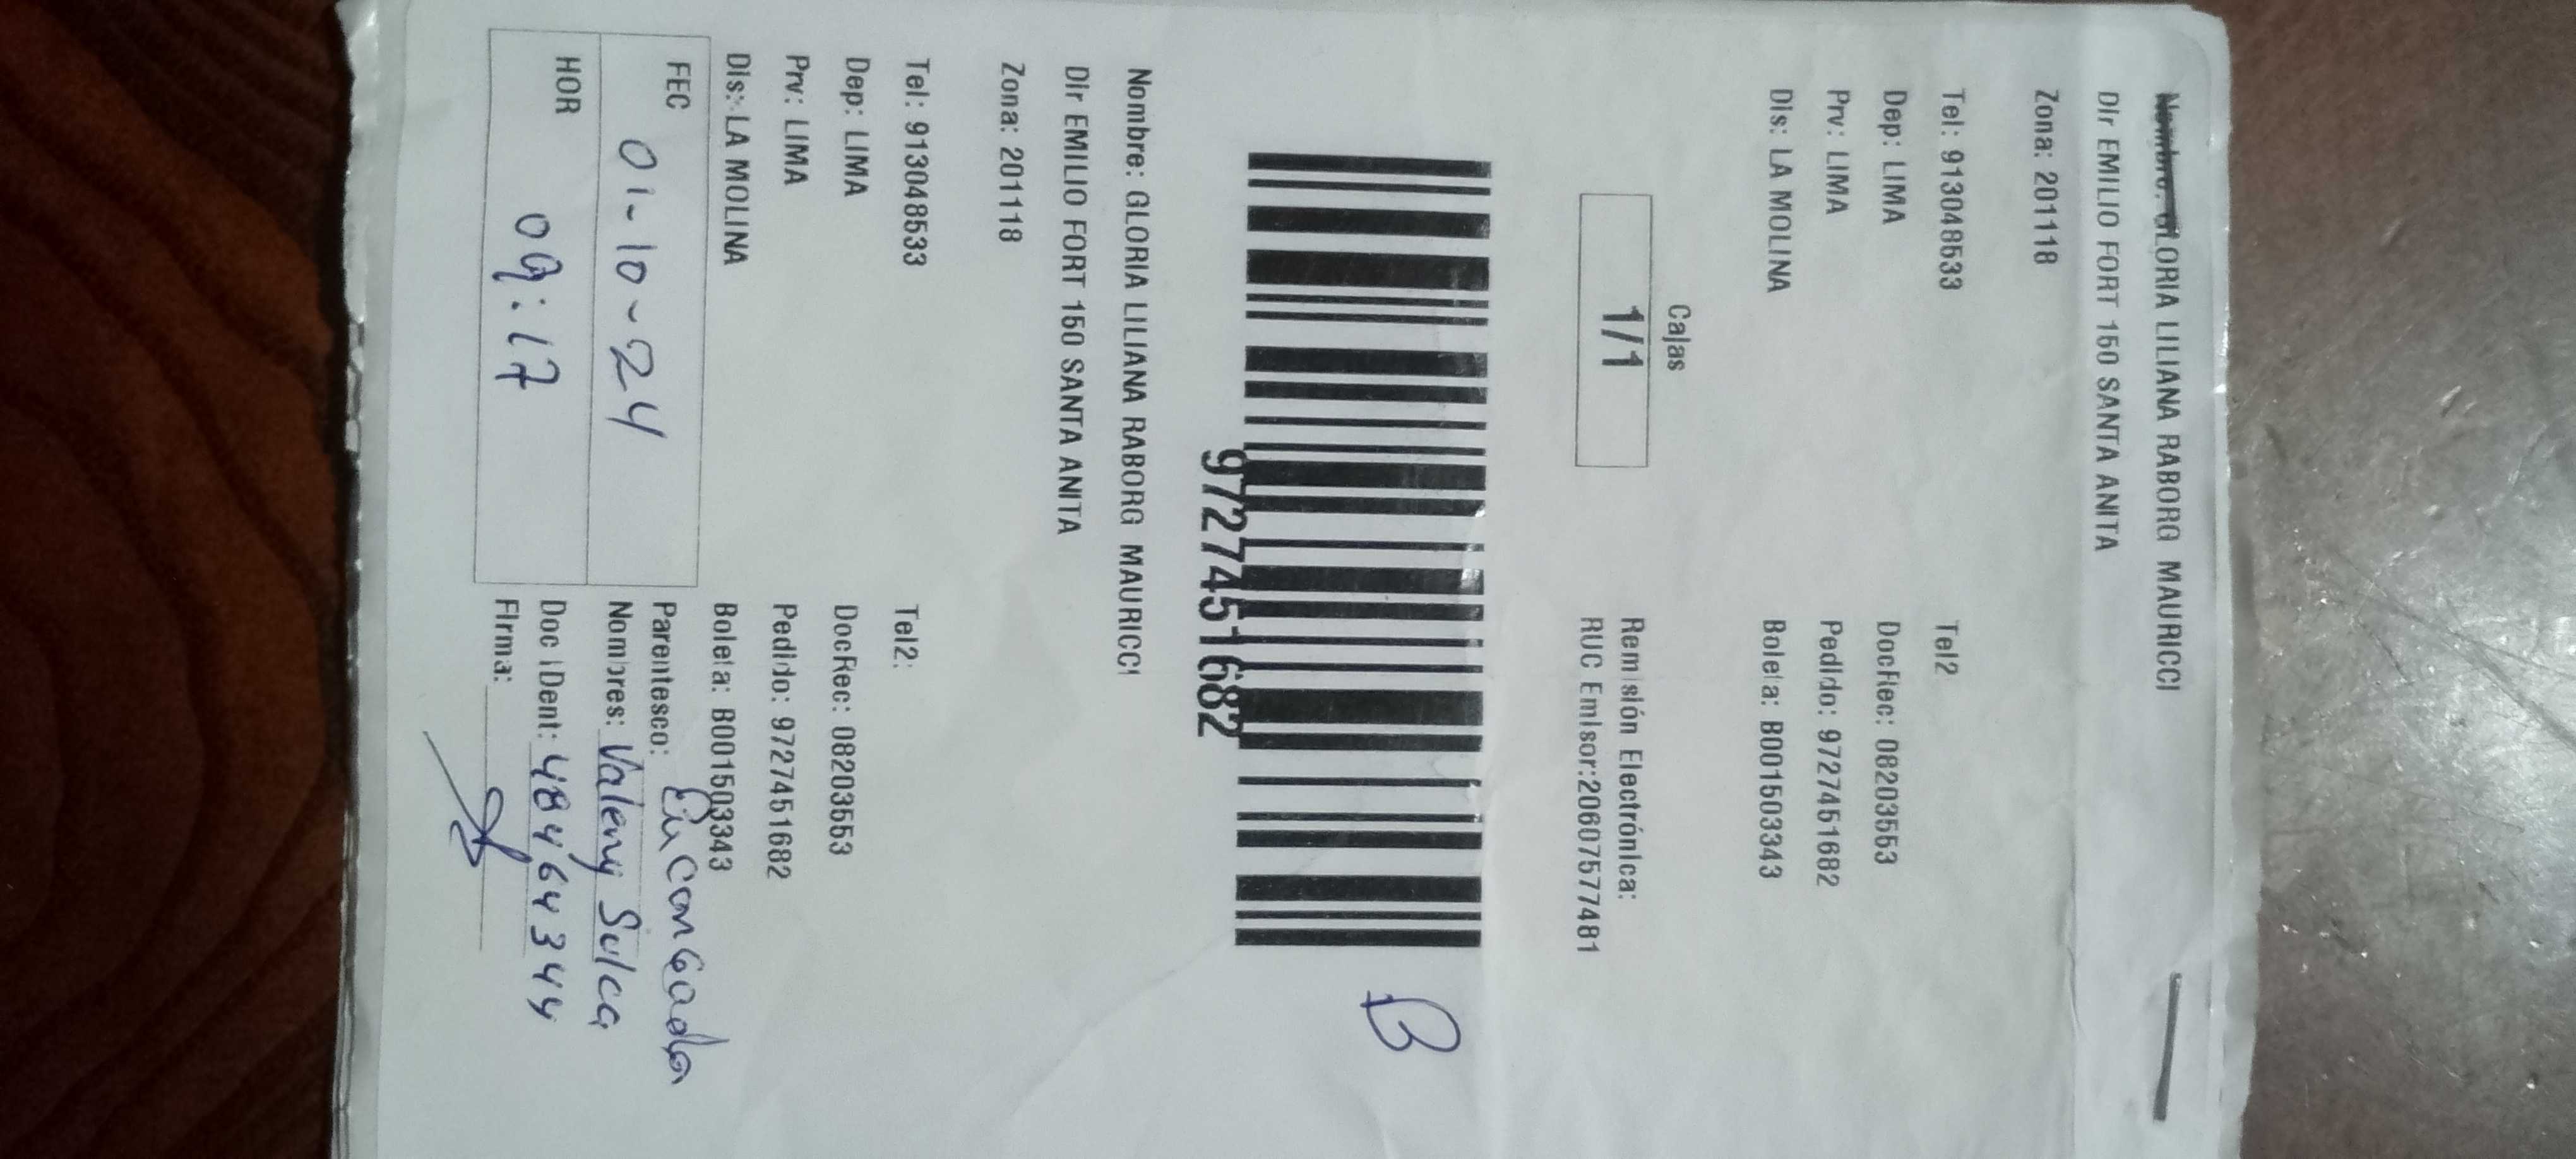 Nombre: GLORIA LILIANA RABORG MAURICCI
Dir EMILIO FORT 150 SANTA ANITA
Zona: 201118
Tel: 913048533 Tel2
Dep: LIMA DocRec: 08203553
Prv: LIMA Pedido: 9727451682
Dis: LA MOLINA Boleta: B001503343
Cajas
1/1
Remisión Electrónica:
RUC Emisor:20607577481
B
9727451682
Nombre: GLORIA LILIANA RABORG MAURICCI
Dir EMILIO FORT 150 SANTA ANITA
Zona: 201118
Tel: 913048533 Tel2:
Dep: LIMA DocRec: 08203553
Prv: LIMA Pedido: 9727451682
Dis: LA MOLINA Boleta: B001503343
FEC 01-10-24
HOR 09:17
Parentesco: Encargada
Nombres: Valeny Sulca
Doc IDent: 484464344
Firma: